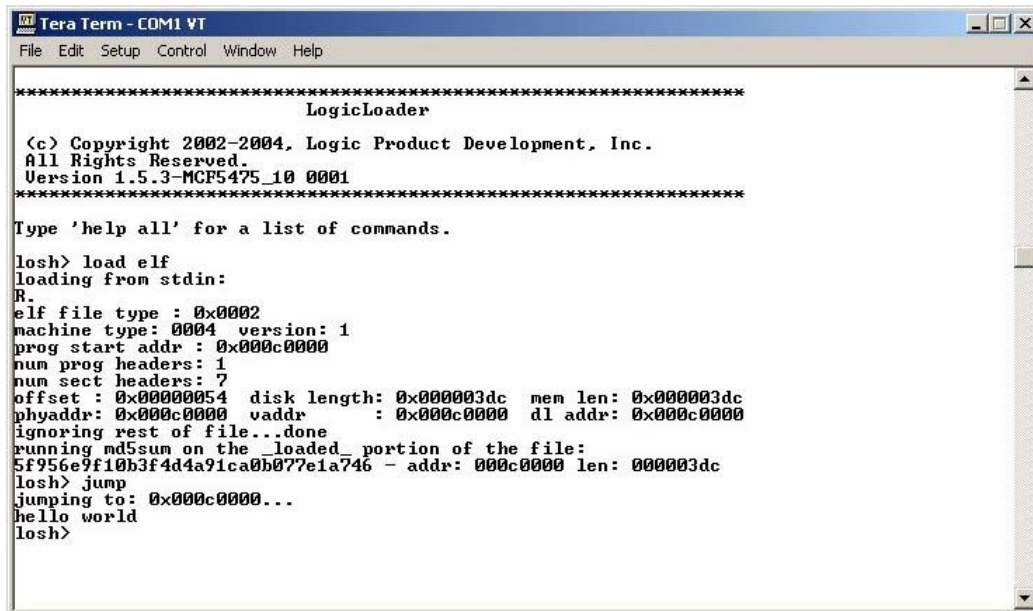 Tera Term - COM1 VT
File Edit Setup Control Window Help
*****************************************************************
LogicLoader
(c) Copyright 2002-2004, Logic Product Development, Inc.
All Rights Reserved.
Version 1.5.3-MCF5475_10 0001
*****************************************************************
Type 'help all' for a list of commands.
losh> load elf
loading from stdin:
R.
elf file type : 0x0002
machine type: 0004 version: 1
prog start addr : 0x000c0000
num prog headers: 1
num sect headers: 7
offset : 0x00000054 disk length: 0x000003dc mem len: 0x000003dc
phyaddr: 0x000c0000 vaddr : 0x000c0000 dl addr: 0x000c0000
ignoring rest of file...done
running md5sum on the _loaded_ portion of the file:
5f956e9f10b3f4d4a91ca0b077e1a746 - addr: 000c0000 len: 000003dc
losh> jump
jumping to: 0x000c0000...
hello world
losh>